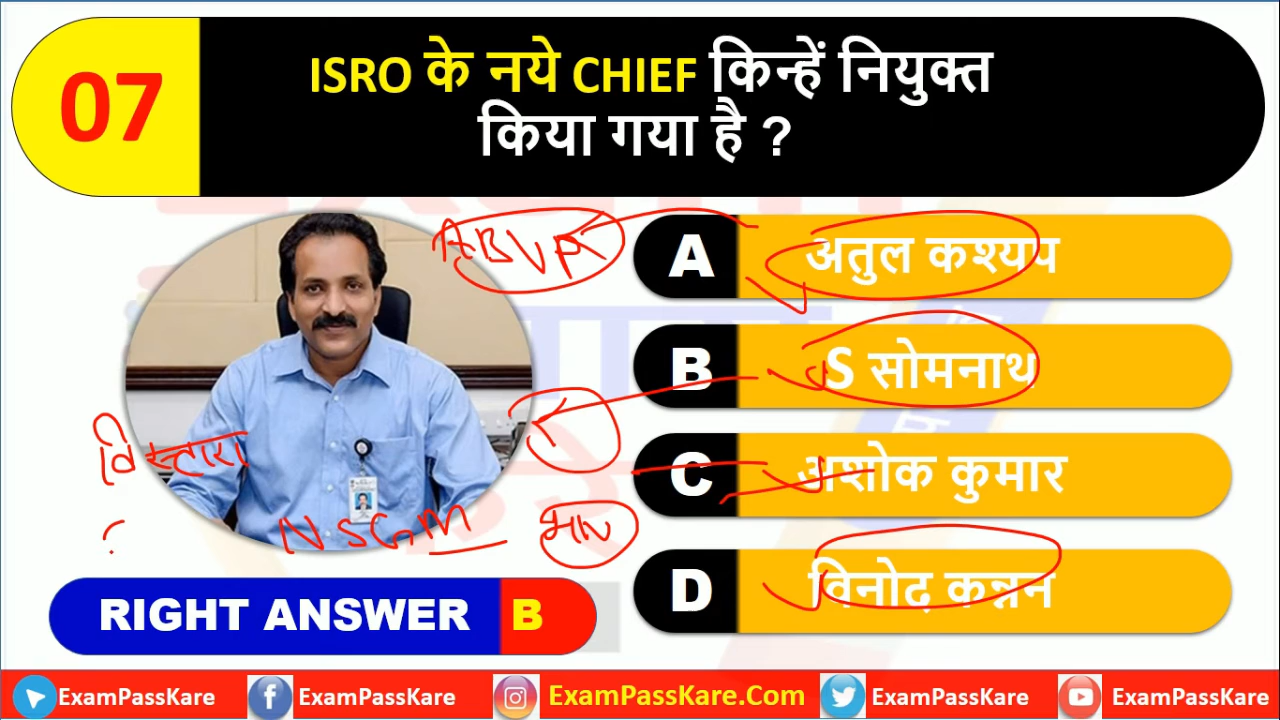 07
ISRO के नये CHIEF किन्हें नियुक्त
किया गया है ?
ABVP
A अतुल कश्यप
B S सोमनाथ
विस्तारा
C अशोक कुमार
NSGM
D विनोढ़ कन्नन
RIGHT ANSWER B
ExamPassKare ExamPassKare ExamPassKare.Com ExamPassKare ExamPassKare